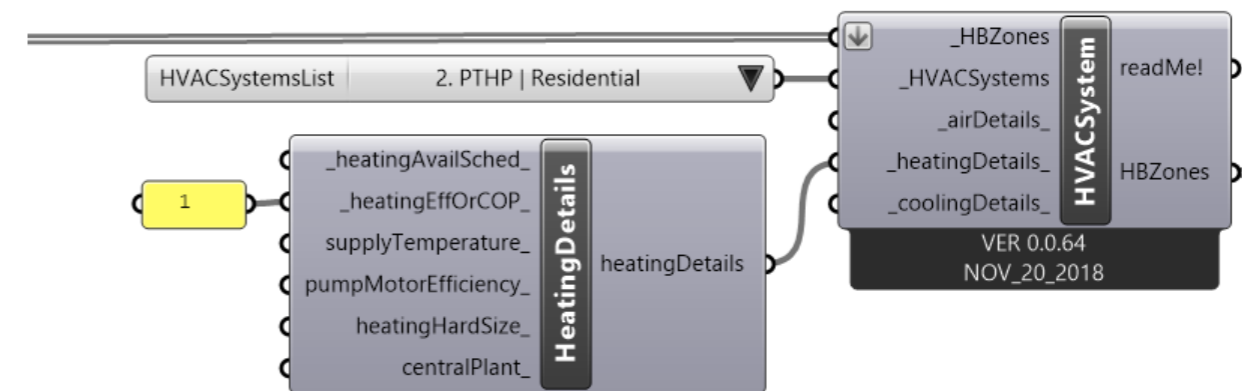 _HBZones
HVACSystemsList 2. PTHP | Residential
_HVACSystems
readMe!
_airDetails_
_heatingDetails_
HBZones
_coolingDetails_
HVACSystem
VER 0.0.64
NOV_20_2018
1
_heatingAvailSched_
_heatingEffOrCOP_
supplyTemperature_
pumpMotorEfficiency_
heatingHardSize_
centralPlant_
HeatingDetails
heatingDetails